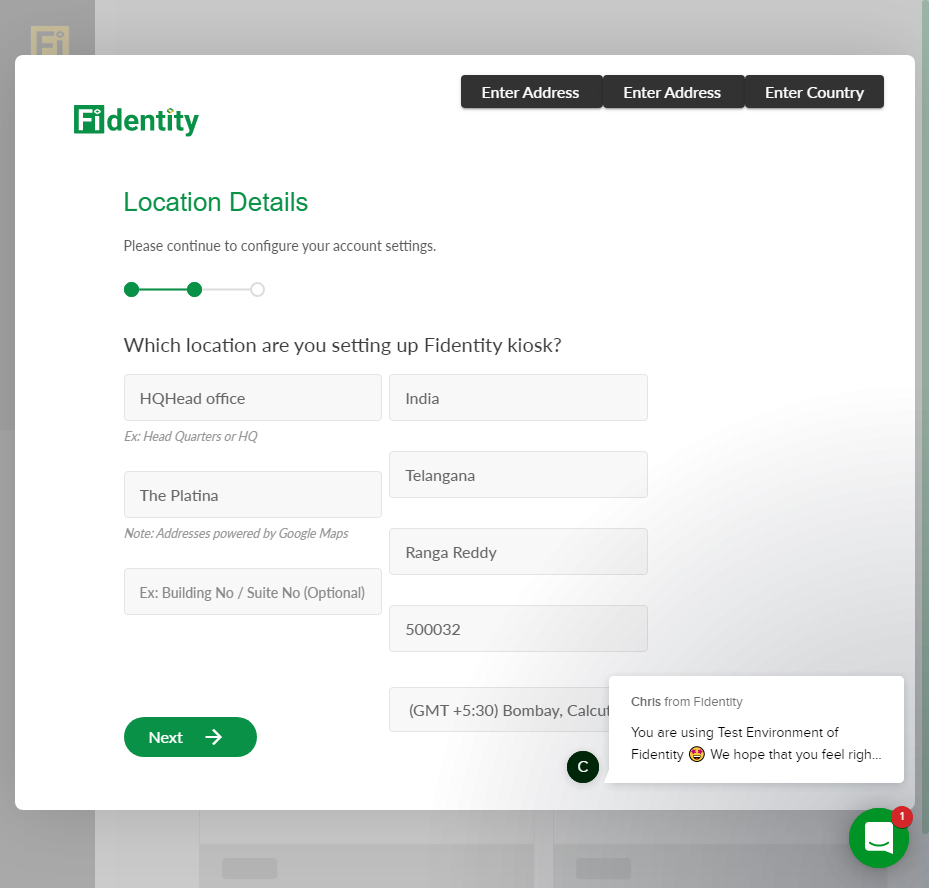 Fi
Enter Address
Enter Address
Enter Country
Fidentity
Location Details
Please continue to configure your account settings.
Which location are you setting up Fidentity kiosk?
HQHead office
India
Ex: Head Quarters or HQ
Telangana
The Platina
Note: Addresses powered by Google Maps
Ranga Reddy
Ex: Building No / Suite No (Optional)
500032
(GMT +5:30) Bombay, Calcut
Next
Chris from Fidentity
You are using Test Environment of
Fidentity 🤩 We hope that you feel righ...
C
1